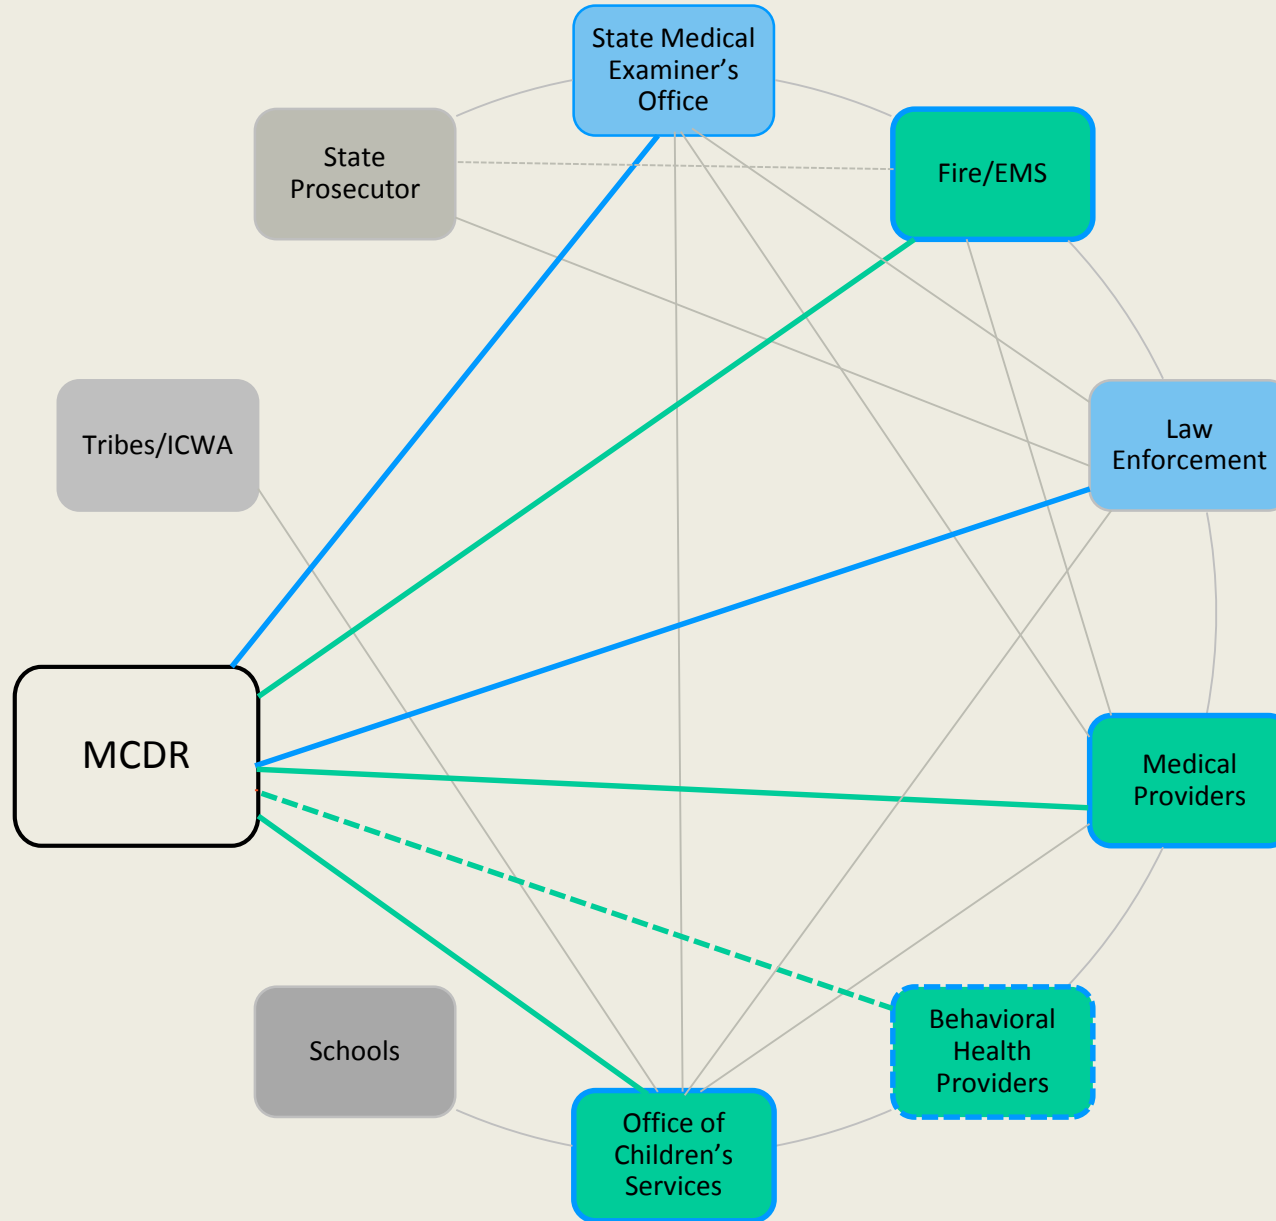 State Medical
Examiner’s
Office
State
Prosecutor
Fire/EMS
Tribes/ICWA
Law
Enforcement
MCDR
Medical
Providers
Schools
Behavioral
Health
Providers
Office of
Children’s
Services